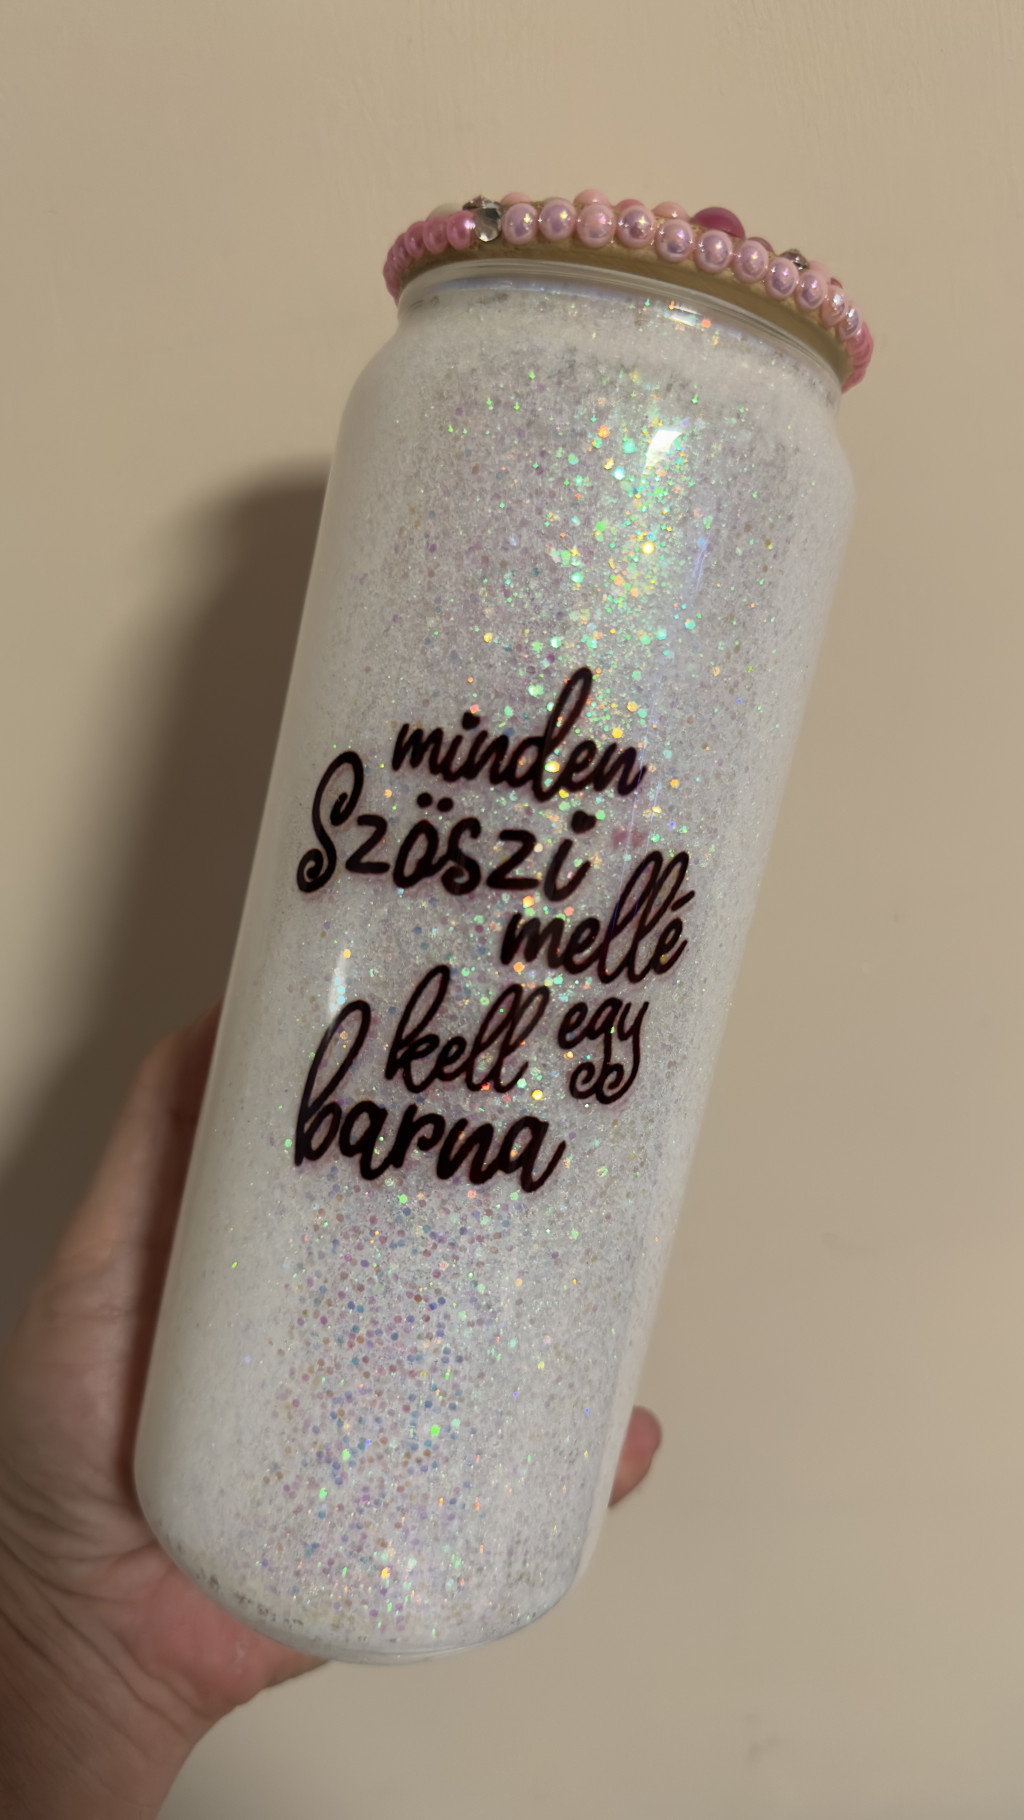 minden
Szöszi
mellé
kell egy
barna